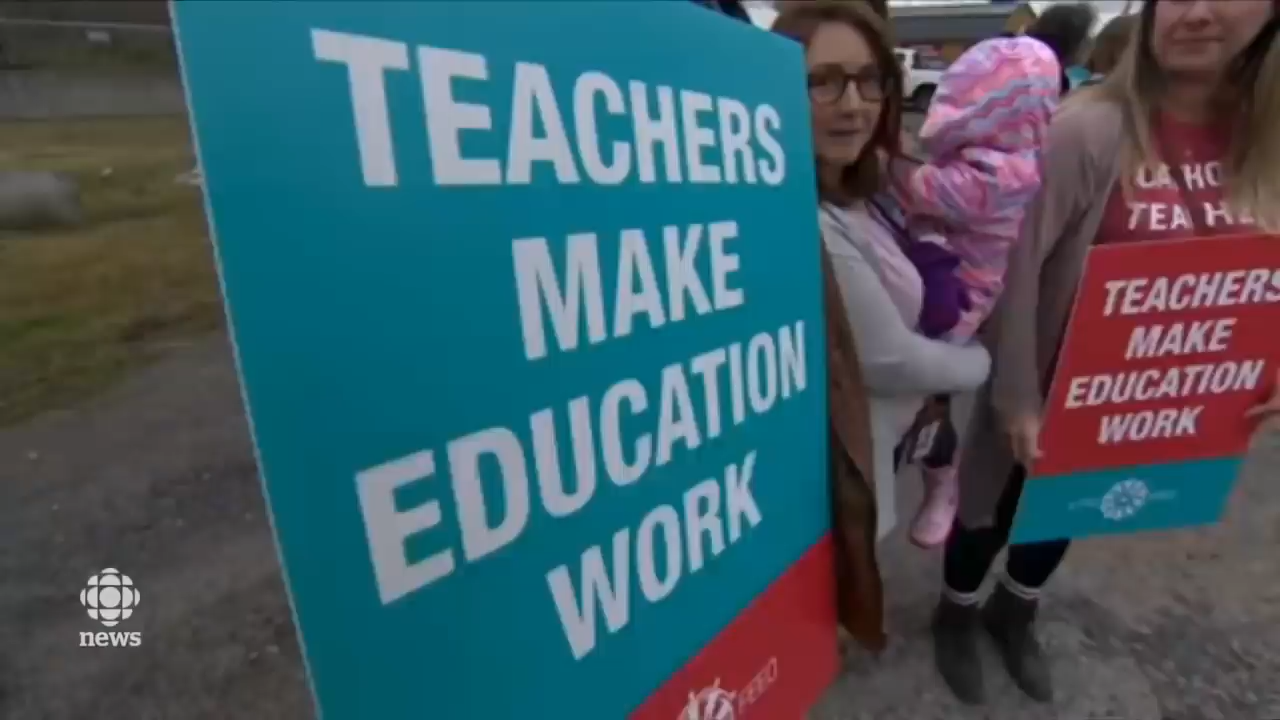 TEACHERS
MAKE
EDUCATION
WORK
TEACHERS
MAKE
EDUCATION
WORK
news